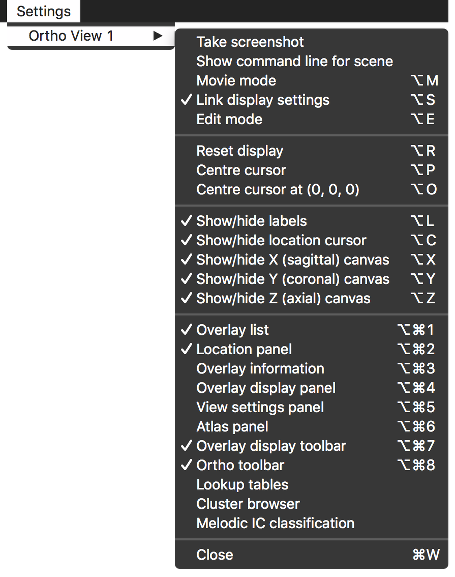 Settings
Ortho View 1 ▶
Take screenshot
Show command line for scene
Movie mode ⌥M
✓ Link display settings ⌥S
Edit mode ⌥E
Reset display ⌥R
Centre cursor ⌥P
Centre cursor at (0, 0, 0) ⌥O
✓ Show/hide labels ⌥L
✓ Show/hide location cursor ⌥C
✓ Show/hide X (sagittal) canvas ⌥X
✓ Show/hide Y (coronal) canvas ⌥Y
✓ Show/hide Z (axial) canvas ⌥Z
✓ Overlay list ⌥⌘1
✓ Location panel ⌥⌘2
Overlay information ⌥⌘3
Overlay display panel ⌥⌘4
View settings panel ⌥⌘5
Atlas panel ⌥⌘6
✓ Overlay display toolbar ⌥⌘7
✓ Ortho toolbar ⌥⌘8
Lookup tables
Cluster browser
Melodic IC classification
Close ⌘W